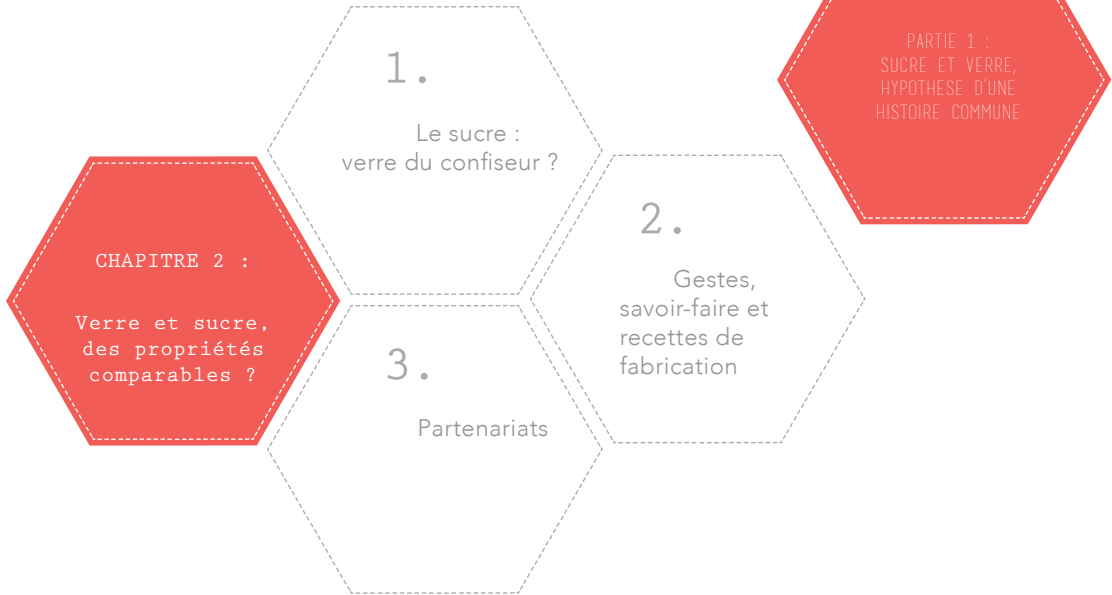 PARTIE 1 :
SUCRE ET VERRE,
HYPOTHESE D'UNE
HISTOIRE COMMUNE
CHAPITRE 2 :
Verre et sucre,
des propriétés
comparables ?
1.
Le sucre :
verre du confiseur ?
2.
Gestes,
savoir-faire et
recettes de
fabrication
3.
Partenariats